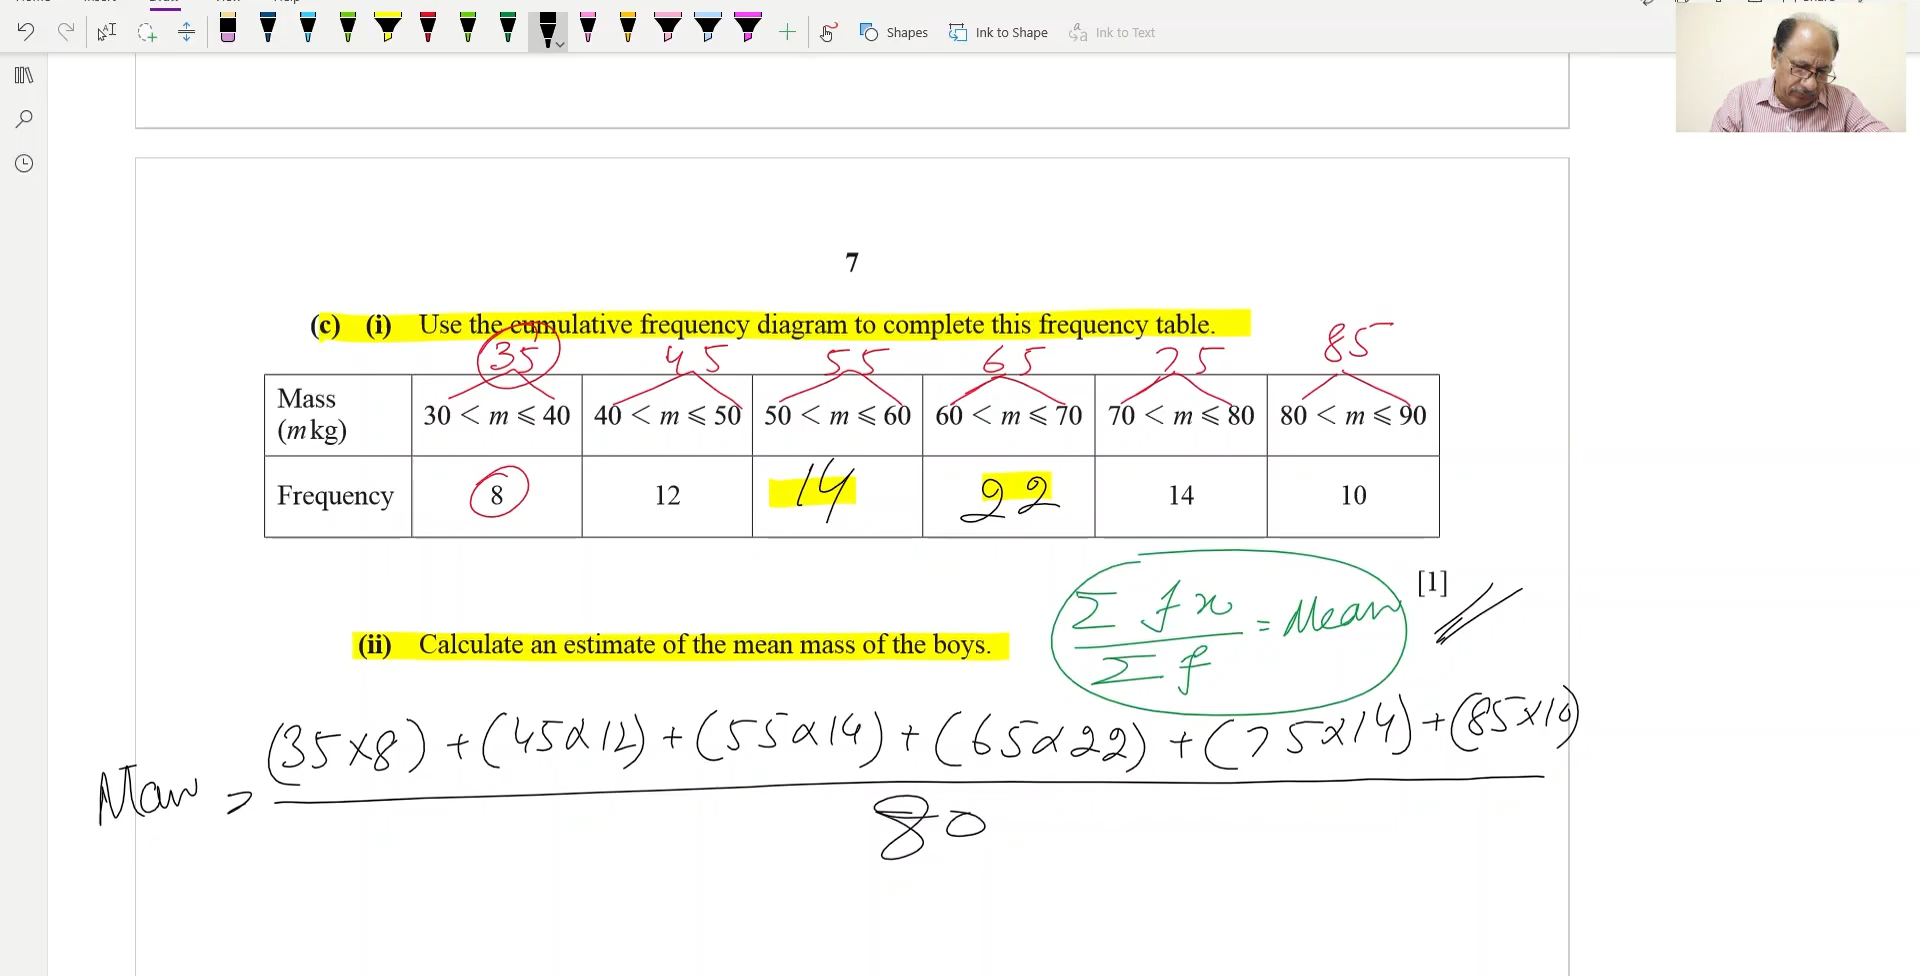 Shapes Ink to Shape Ink to Text
7
(c) (i) Use the cumulative frequency diagram to complete this frequency table.
35 45 55 65 75 85
Mass (m kg) 30 < m ⩽ 40 40 < m ⩽ 50 50 < m ⩽ 60 60 < m ⩽ 70 70 < m ⩽ 80 80 < m ⩽ 90
Frequency 8 12 14 22 14 10
[1]
Σ f x / Σ f = Mean
(ii) Calculate an estimate of the mean mass of the boys.
Mean = (35 × 8) + (45 × 12) + (55 × 14) + (65 × 22) + (75 × 14) + (85 × 10)
80